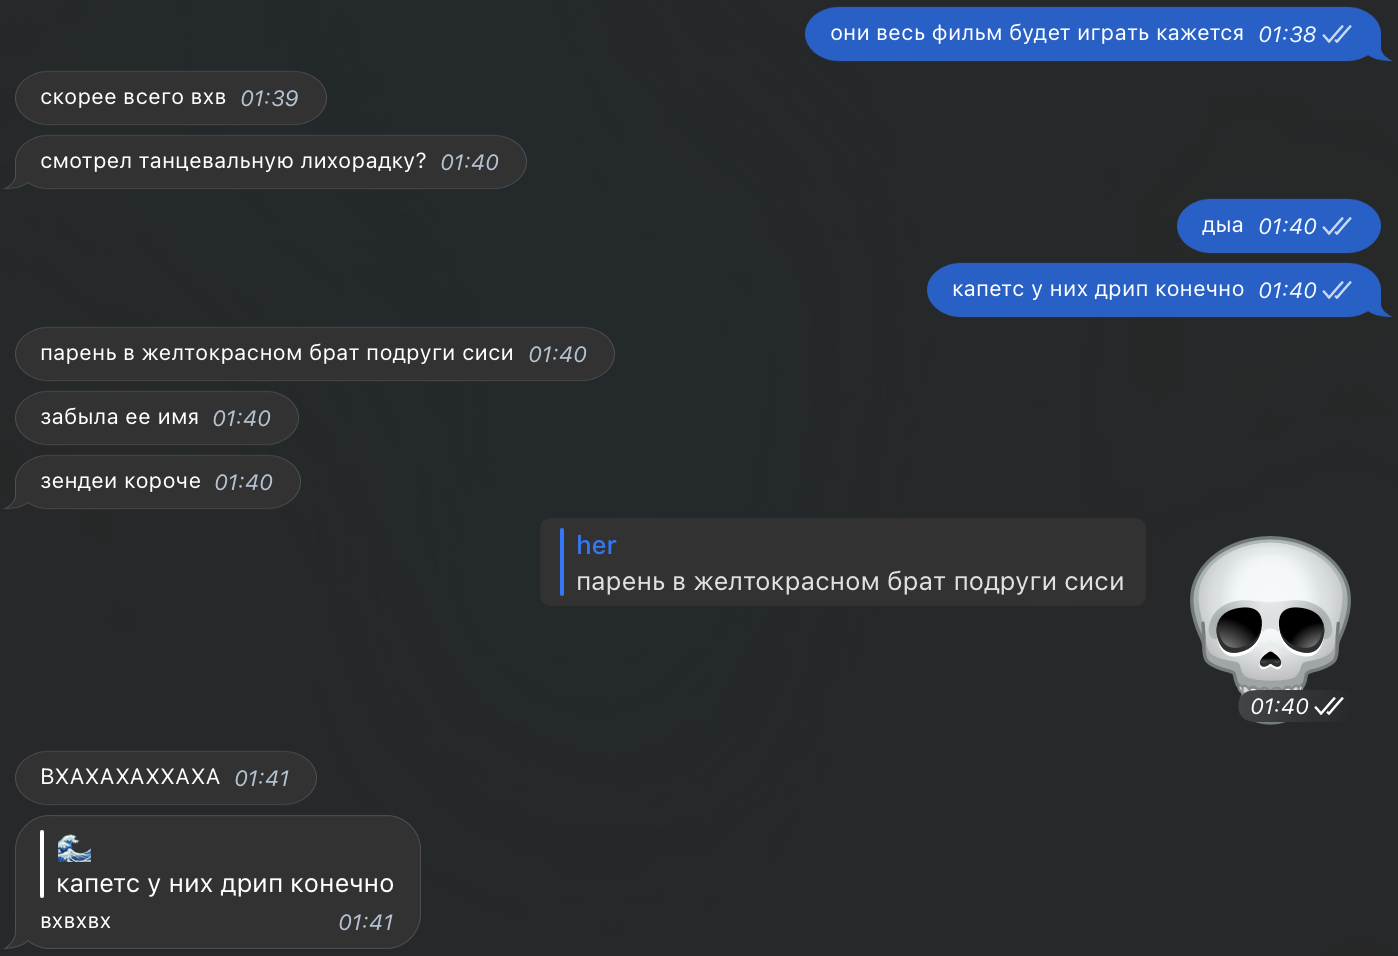 они весь фильм будет играть кажется 01:38
скорее всего вхв 01:39
смотрел танцевальную лихорадку? 01:40
дыа 01:40
капетс у них дрип конечно 01:40
парень в желтокрасном брат подруги сиси 01:40
забыла ее имя 01:40
зендеи короче 01:40
her
парень в желтокрасном брат подруги сиси
01:40
ВХАХАХАХХАХА 01:41
🌊
капетс у них дрип конечно
вхвхвх 01:41